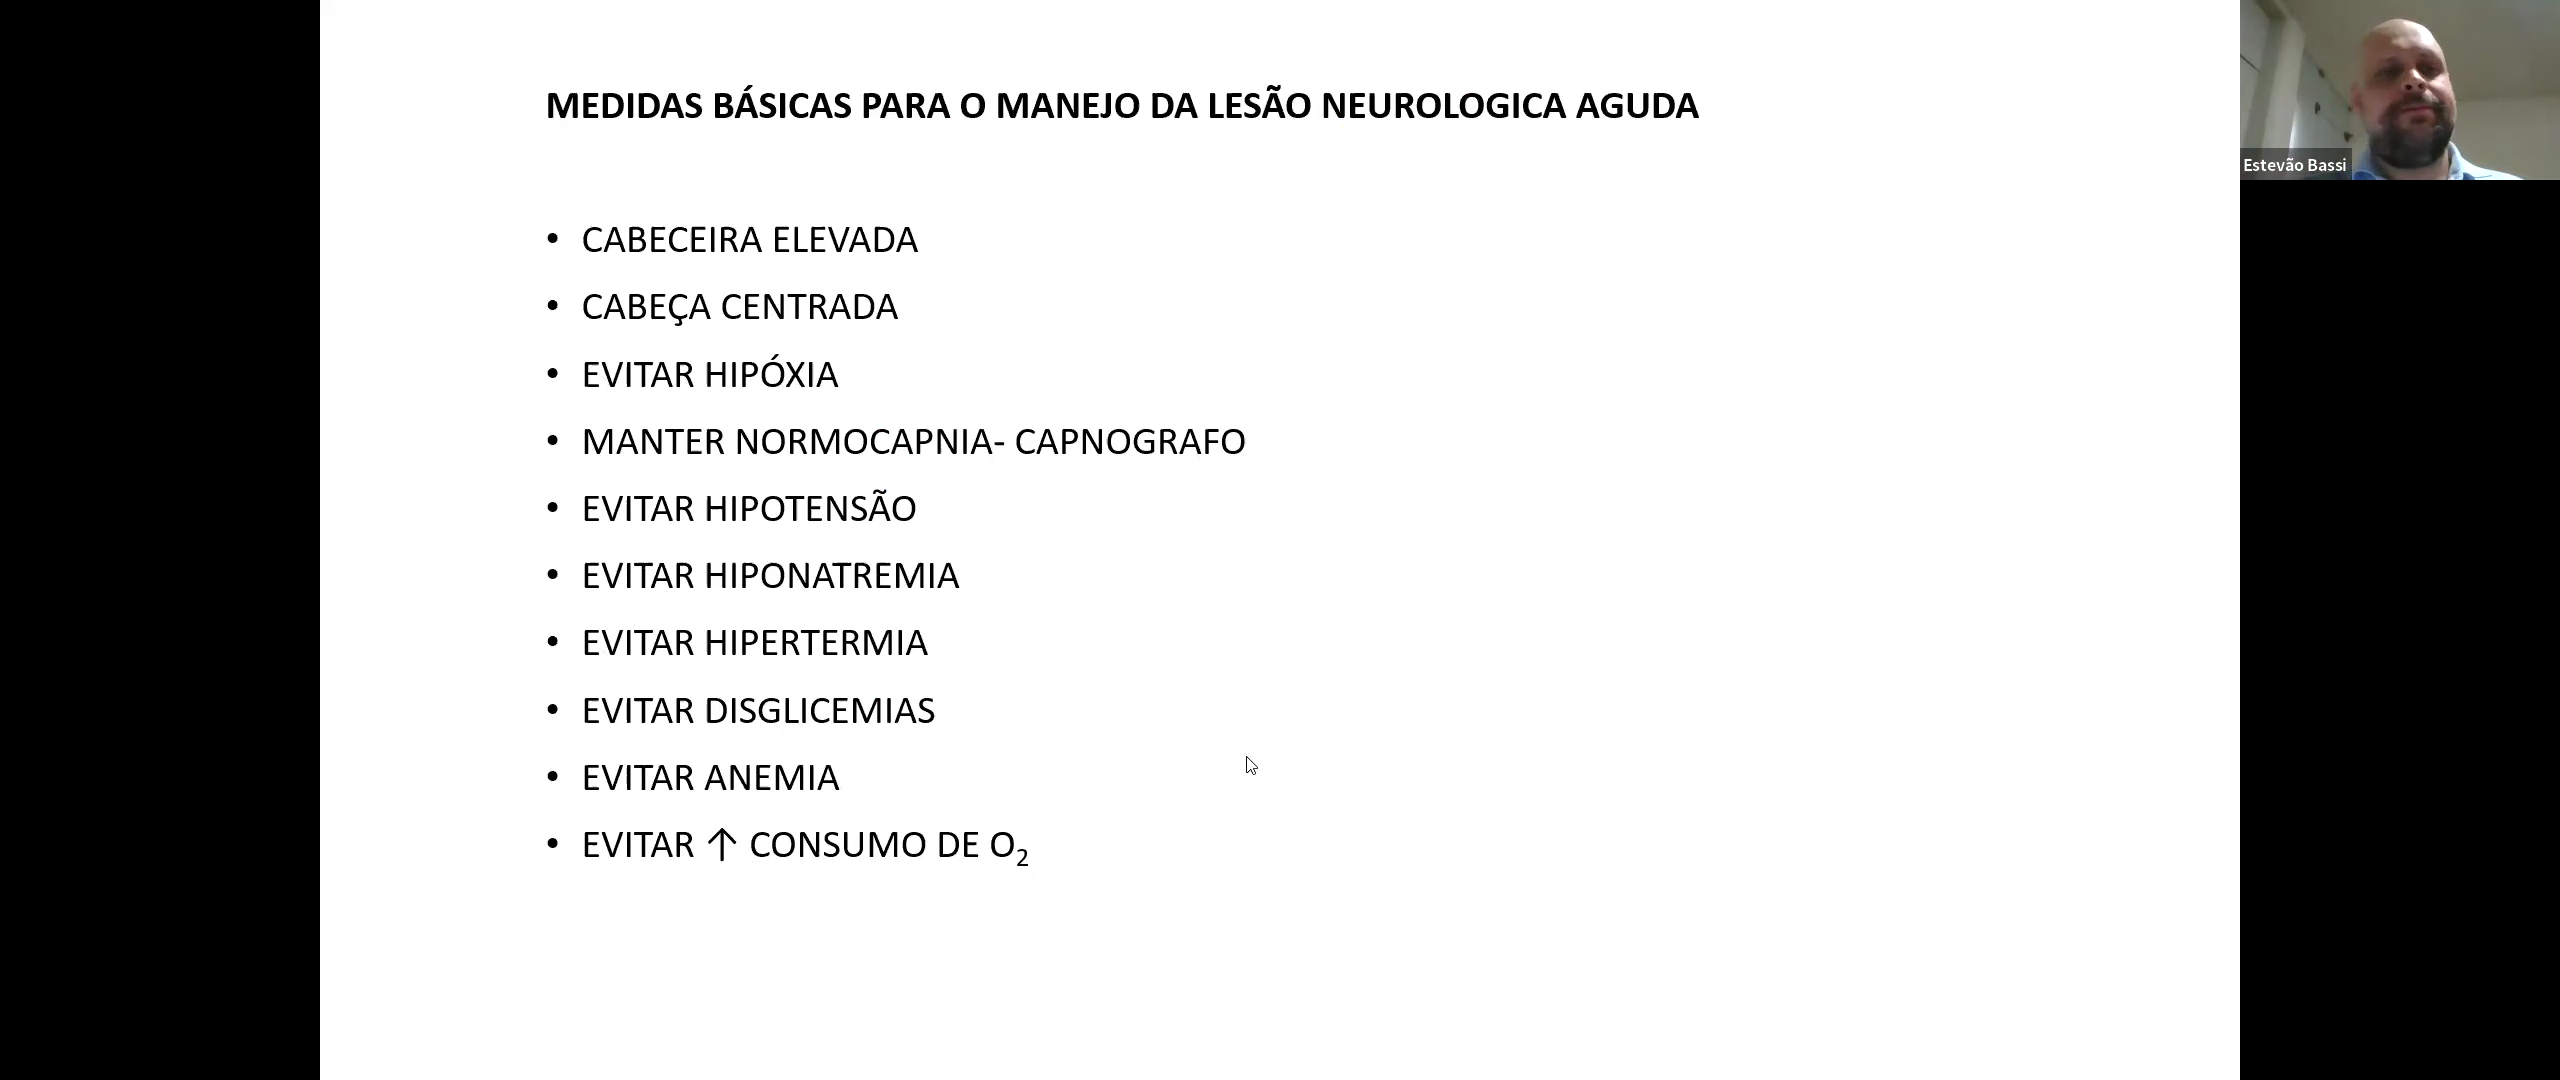 MEDIDAS BÁSICAS PARA O MANEJO DA LESÃO NEUROLOGICA AGUDA
Estevão Bassi
• CABECEIRA ELEVADA
• CABEÇA CENTRADA
• EVITAR HIPÓXIA
• MANTER NORMOCAPNIA- CAPNOGRAFO
• EVITAR HIPOTENSÃO
• EVITAR HIPONATREMIA
• EVITAR HIPERTERMIA
• EVITAR DISGLICEMIAS
• EVITAR ANEMIA
• EVITAR ↑ CONSUMO DE O₂